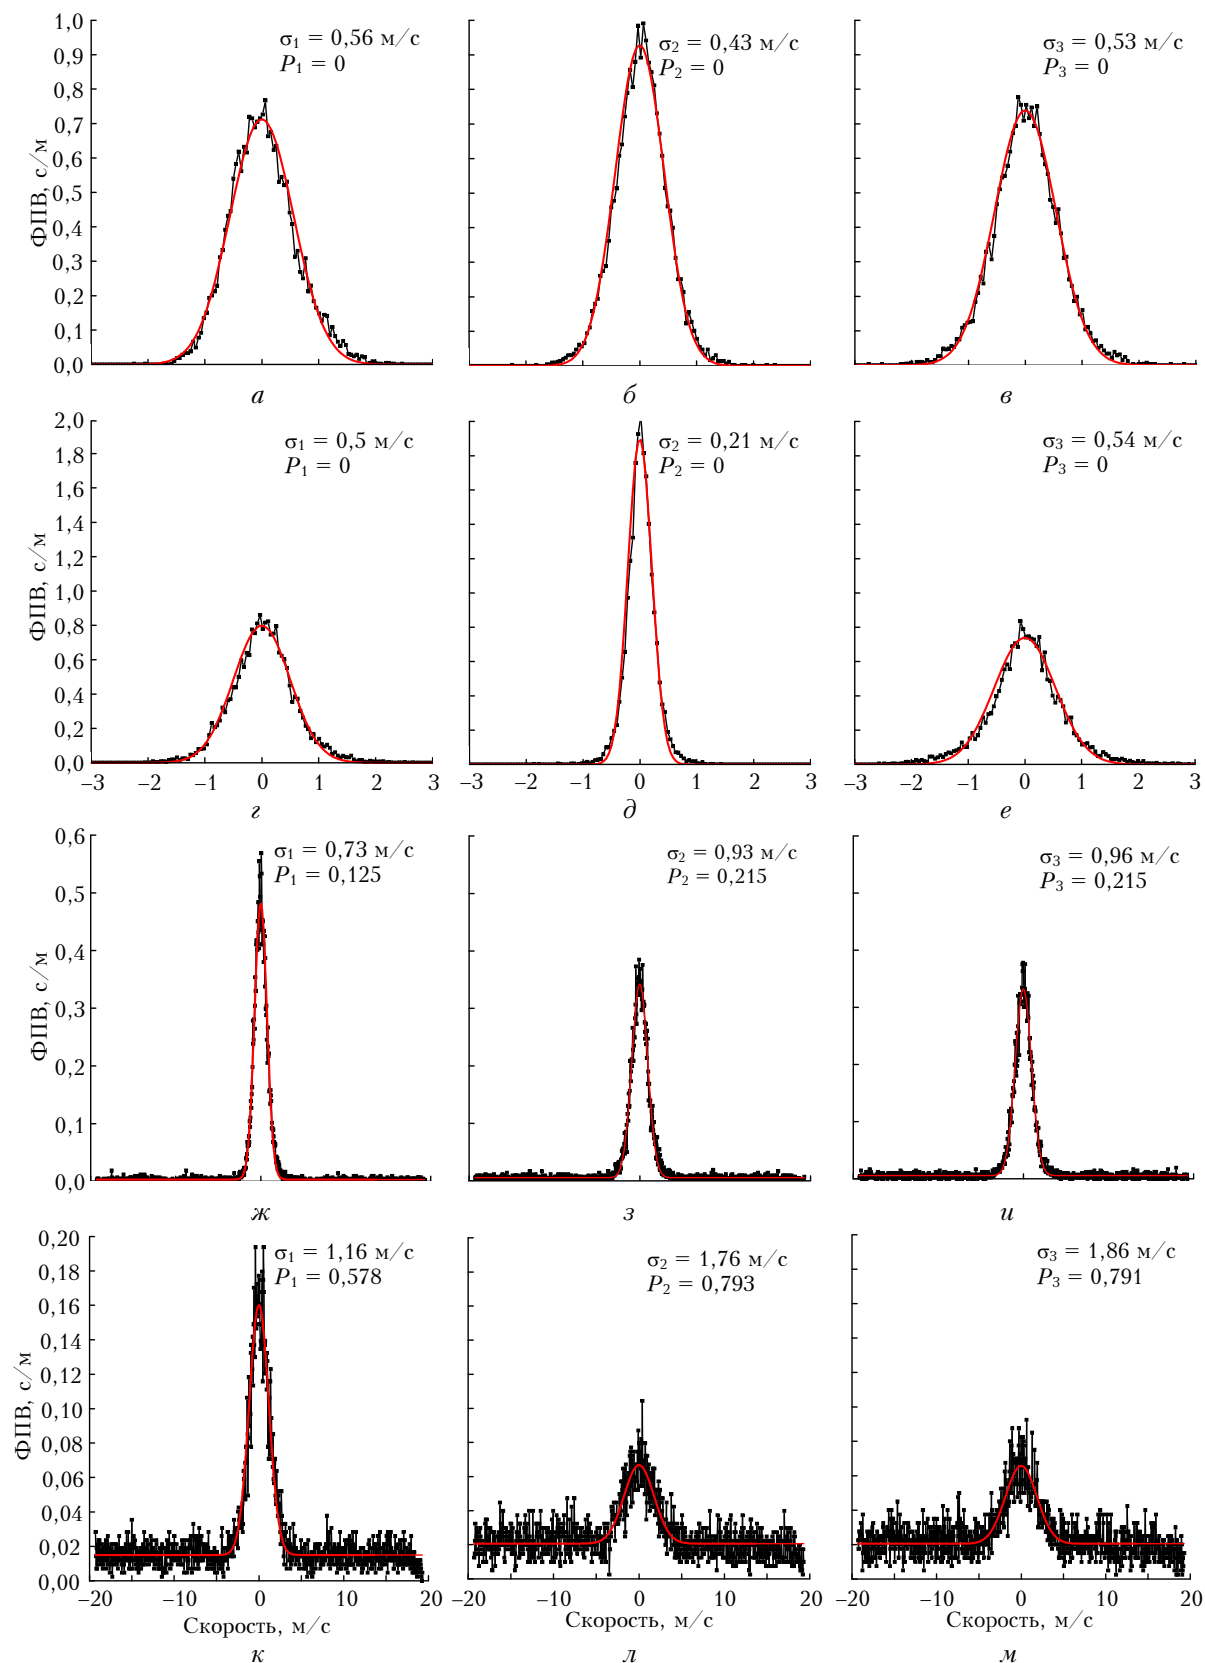 σ1 = 0,56 м/с
P1 = 0
σ2 = 0,43 м/с
P2 = 0
σ3 = 0,53 м/с
P3 = 0
1,0
0,9
0,8
0,7
0,6
0,5
0,4
0,3
0,2
0,1
0,0
ФПВ, с/м
а
б
в
σ1 = 0,5 м/с
P1 = 0
σ2 = 0,21 м/с
P2 = 0
σ3 = 0,54 м/с
P3 = 0
2,0
1,8
1,6
1,4
1,2
1,0
0,8
0,6
0,4
0,2
0,0
ФПВ, с/м
−3 −2 −1 0 1 2 3
−3 −2 −1 0 1 2 3
−3 −2 −1 0 1 2 3
г
д
е
σ1 = 0,73 м/с
P1 = 0,125
σ2 = 0,93 м/с
P2 = 0,215
σ3 = 0,96 м/с
P3 = 0,215
0,6
0,5
0,4
0,3
0,2
0,1
0,0
ФПВ, с/м
ж
з
и
σ1 = 1,16 м/с
P1 = 0,578
σ2 = 1,76 м/с
P2 = 0,793
σ3 = 1,86 м/с
P3 = 0,791
0,20
0,18
0,16
0,14
0,12
0,10
0,08
0,06
0,04
0,02
0,00
ФПВ, с/м
−20 −10 0 10 20
−20 −10 0 10 20
−20 −10 0 10 20
Скорость, м/с
Скорость, м/с
Скорость, м/с
к
л
м